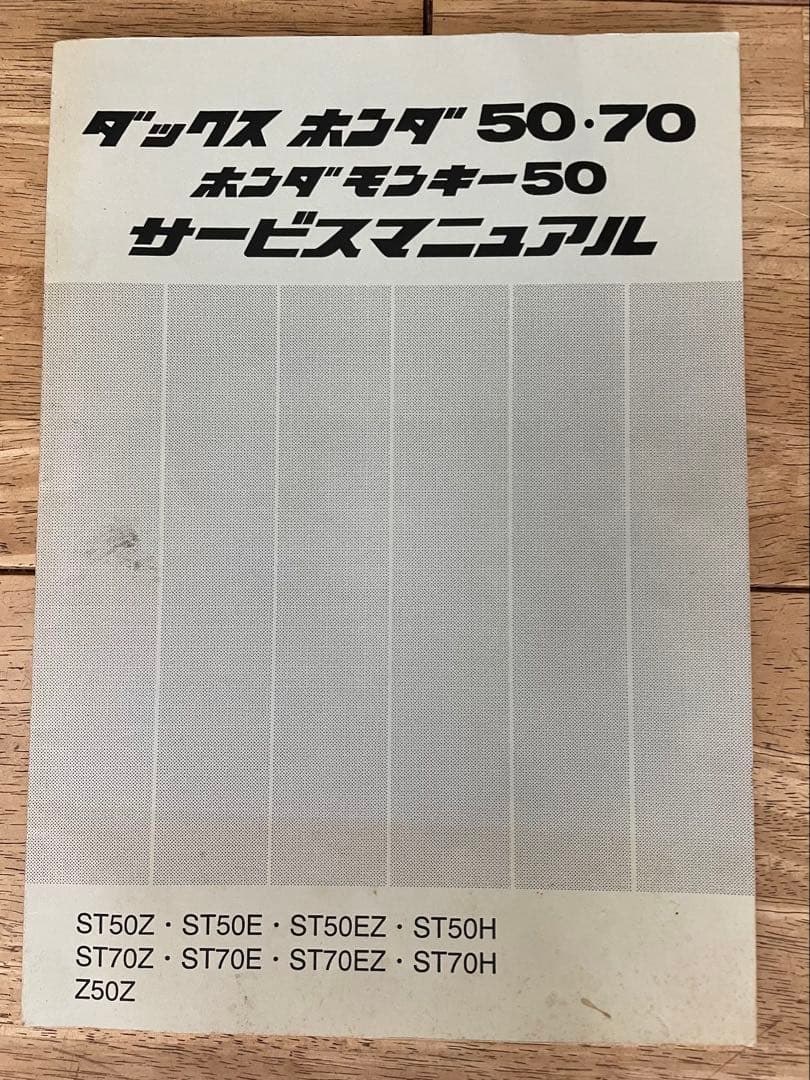 ダックス ホンダ 50・70
ホンダモンキー50
サービスマニュアル
ST50Z・ST50E・ST50EZ・ST50H
ST70Z・ST70E・ST70EZ・ST70H
Z50Z